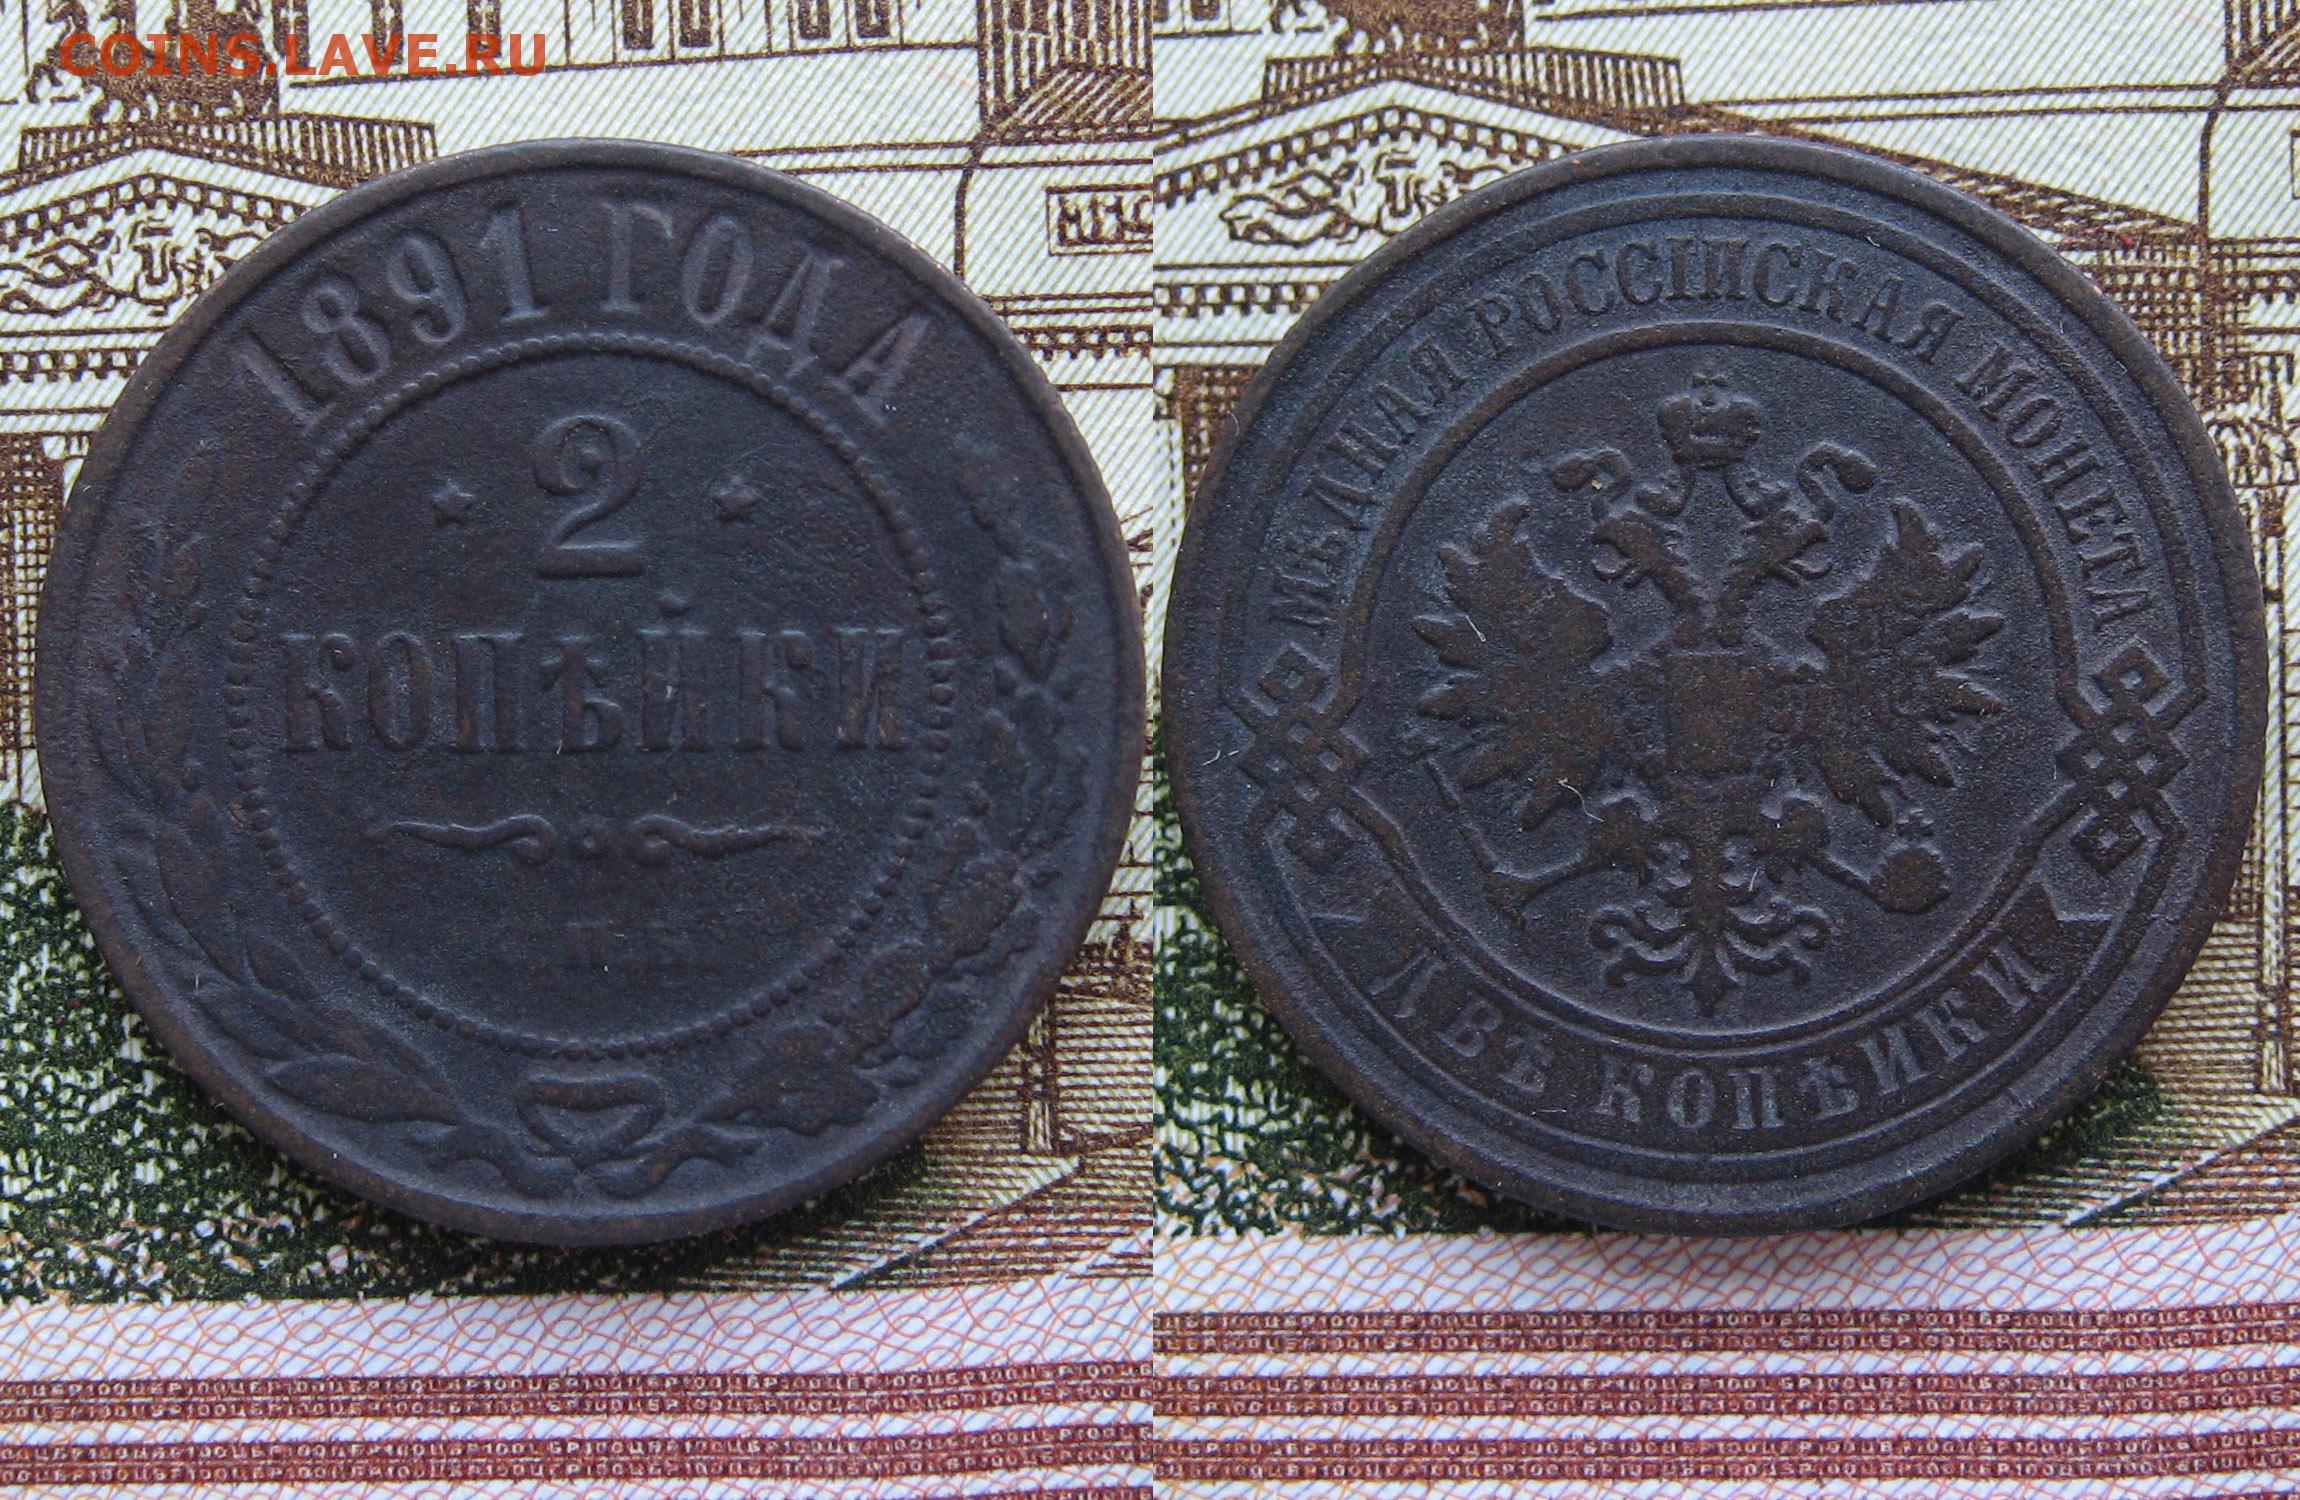 COINS.LAVE.RU
1891 ГОДА
2
КОПѢЙКИ
С.П.Б.
МѢДНАЯ РОССІЙСКАЯ МОНЕТА
ДВѢ КОПѢЙКИ